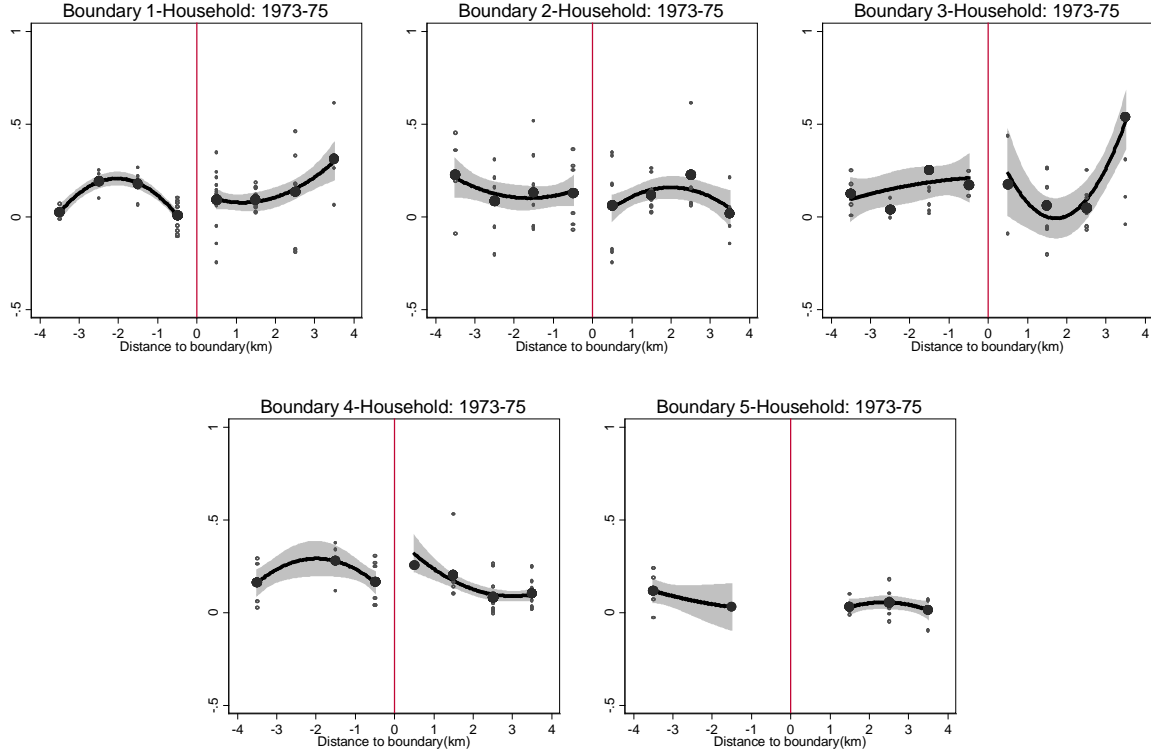 Boundary 1-Household: 1973-75
1
.5
0
-.5
-4 -3 -2 -1 0 1 2 3 4
Distance to boundary(km)
Boundary 2-Household: 1973-75
1
.5
0
-.5
-4 -3 -2 -1 0 1 2 3 4
Distance to boundary(km)
Boundary 3-Household: 1973-75
1
.5
0
-.5
-4 -3 -2 -1 0 1 2 3 4
Distance to boundary(km)
Boundary 4-Household: 1973-75
1
.5
0
-.5
-4 -3 -2 -1 0 1 2 3 4
Distance to boundary(km)
Boundary 5-Household: 1973-75
1
.5
0
-.5
-4 -3 -2 -1 0 1 2 3 4
Distance to boundary(km)